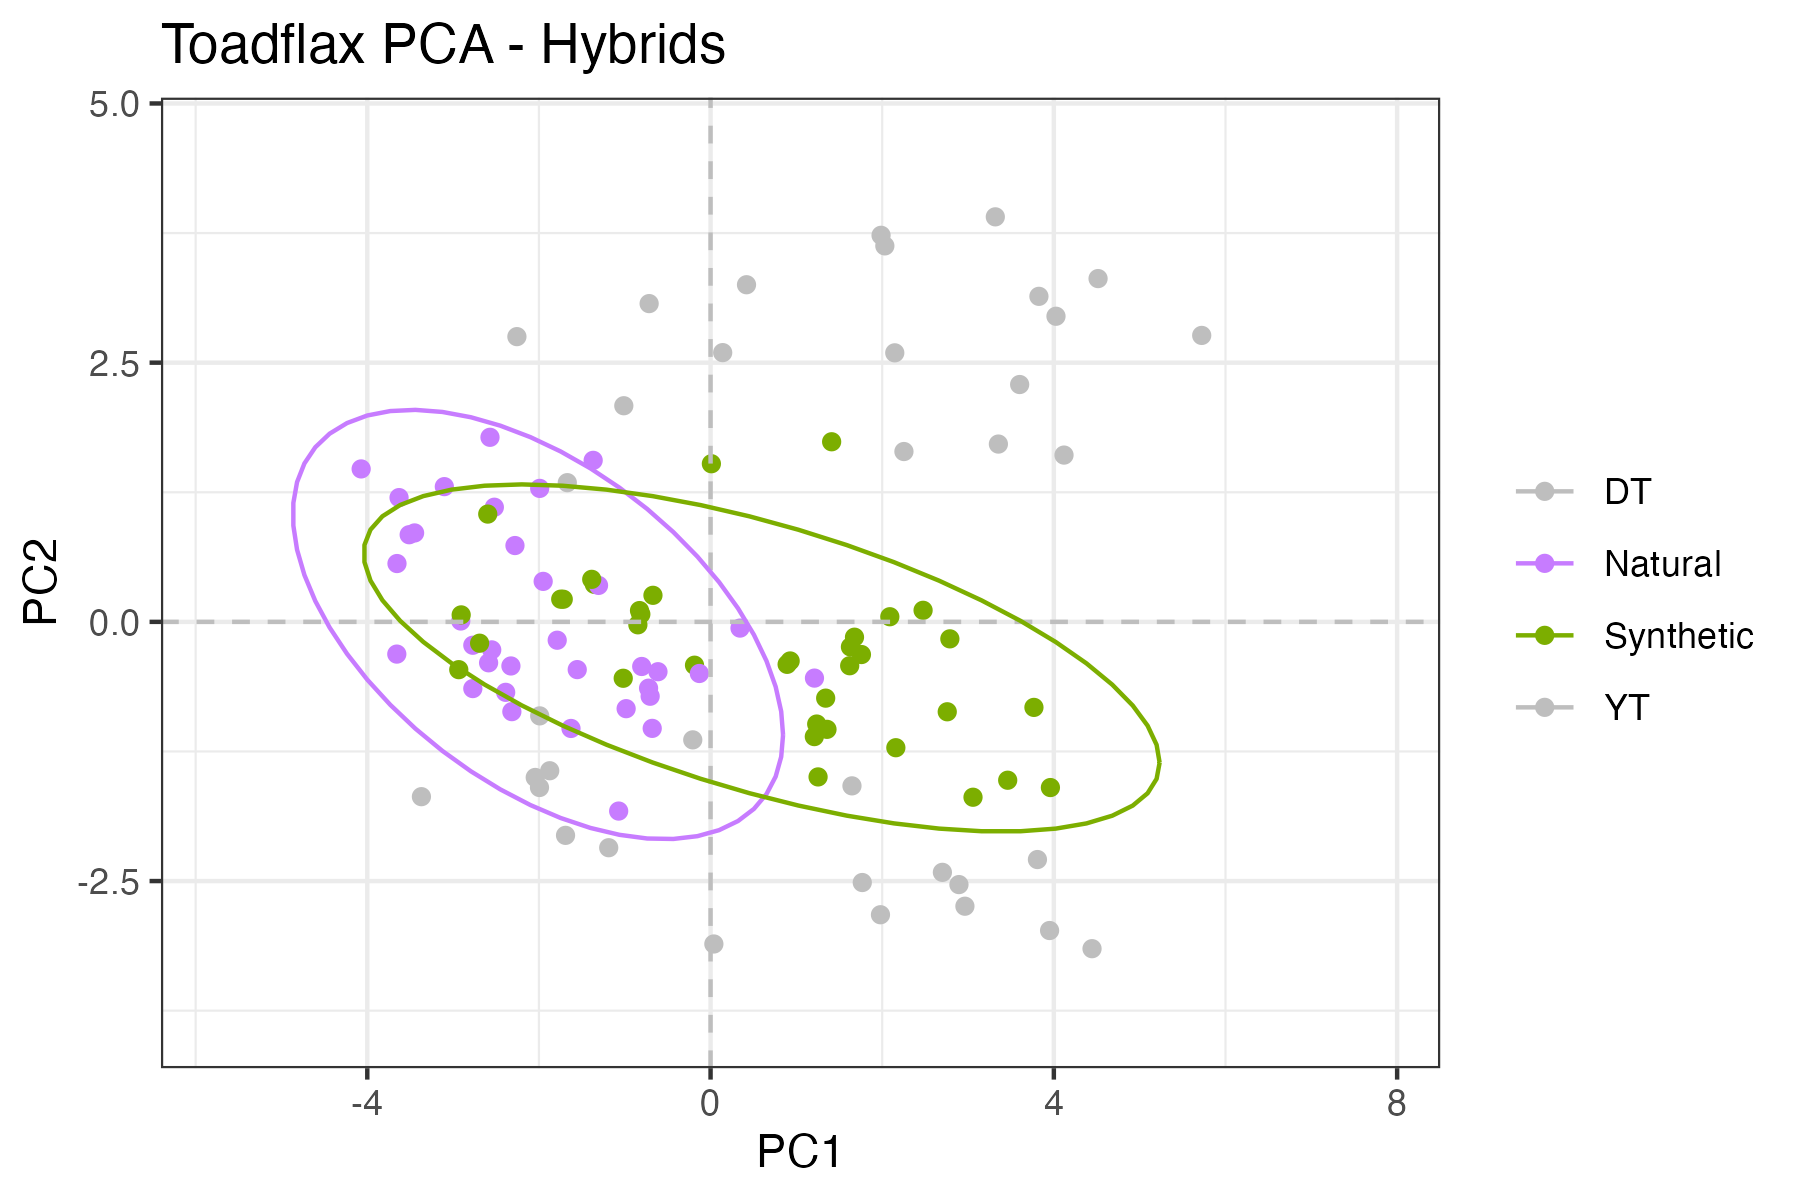 Toadflax PCA - Hybrids
5.0
2.5
0.0
-2.5
PC2
-4
0
4
8
PC1
DT
Natural
Synthetic
YT